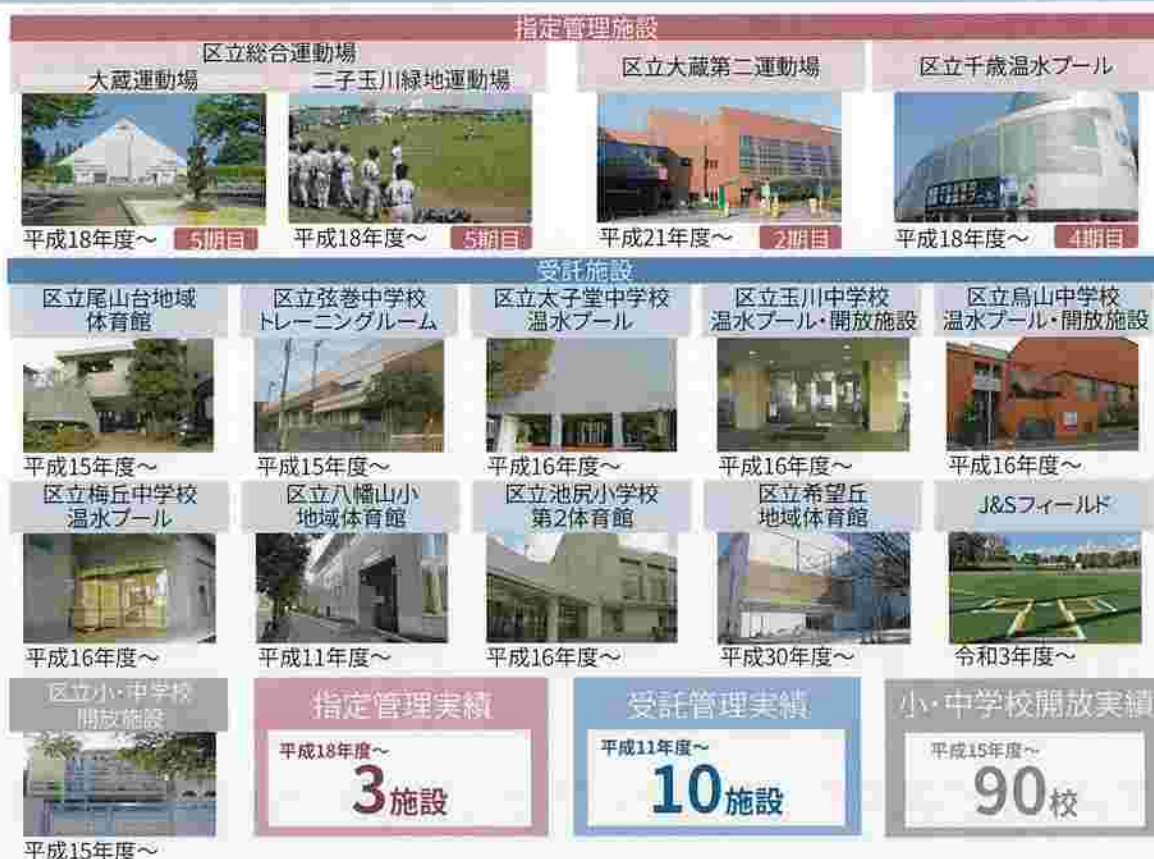 指定管理施設
区立総合運動場
大蔵運動場 二子玉川緑地運動場
区立大蔵第二運動場
区立千歳温水プール
平成18年度～ 5期目
平成18年度～ 5期目
平成21年度～ 2期目
平成18年度～ 4期目
受託施設
区立尾山台地域
体育館
区立弦巻中学校
トレーニングルーム
区立太子堂中学校
温水プール
区立玉川中学校
温水プール・開放施設
区立烏山中学校
温水プール・開放施設
平成15年度～
平成15年度～
平成16年度～
平成16年度～
平成16年度～
区立梅丘中学校
温水プール
区立八幡山小
地域体育館
区立池尻小学校
第2体育館
区立希望丘
地域体育館
J&Sフィールド
平成16年度～
平成11年度～
平成16年度～
平成30年度～
令和3年度～
区立小・中学校
開放施設
平成15年度～
指定管理実績
平成18年度～
3施設
受託管理実績
平成11年度～
10施設
小・中学校開放実績
平成15年度～
90校